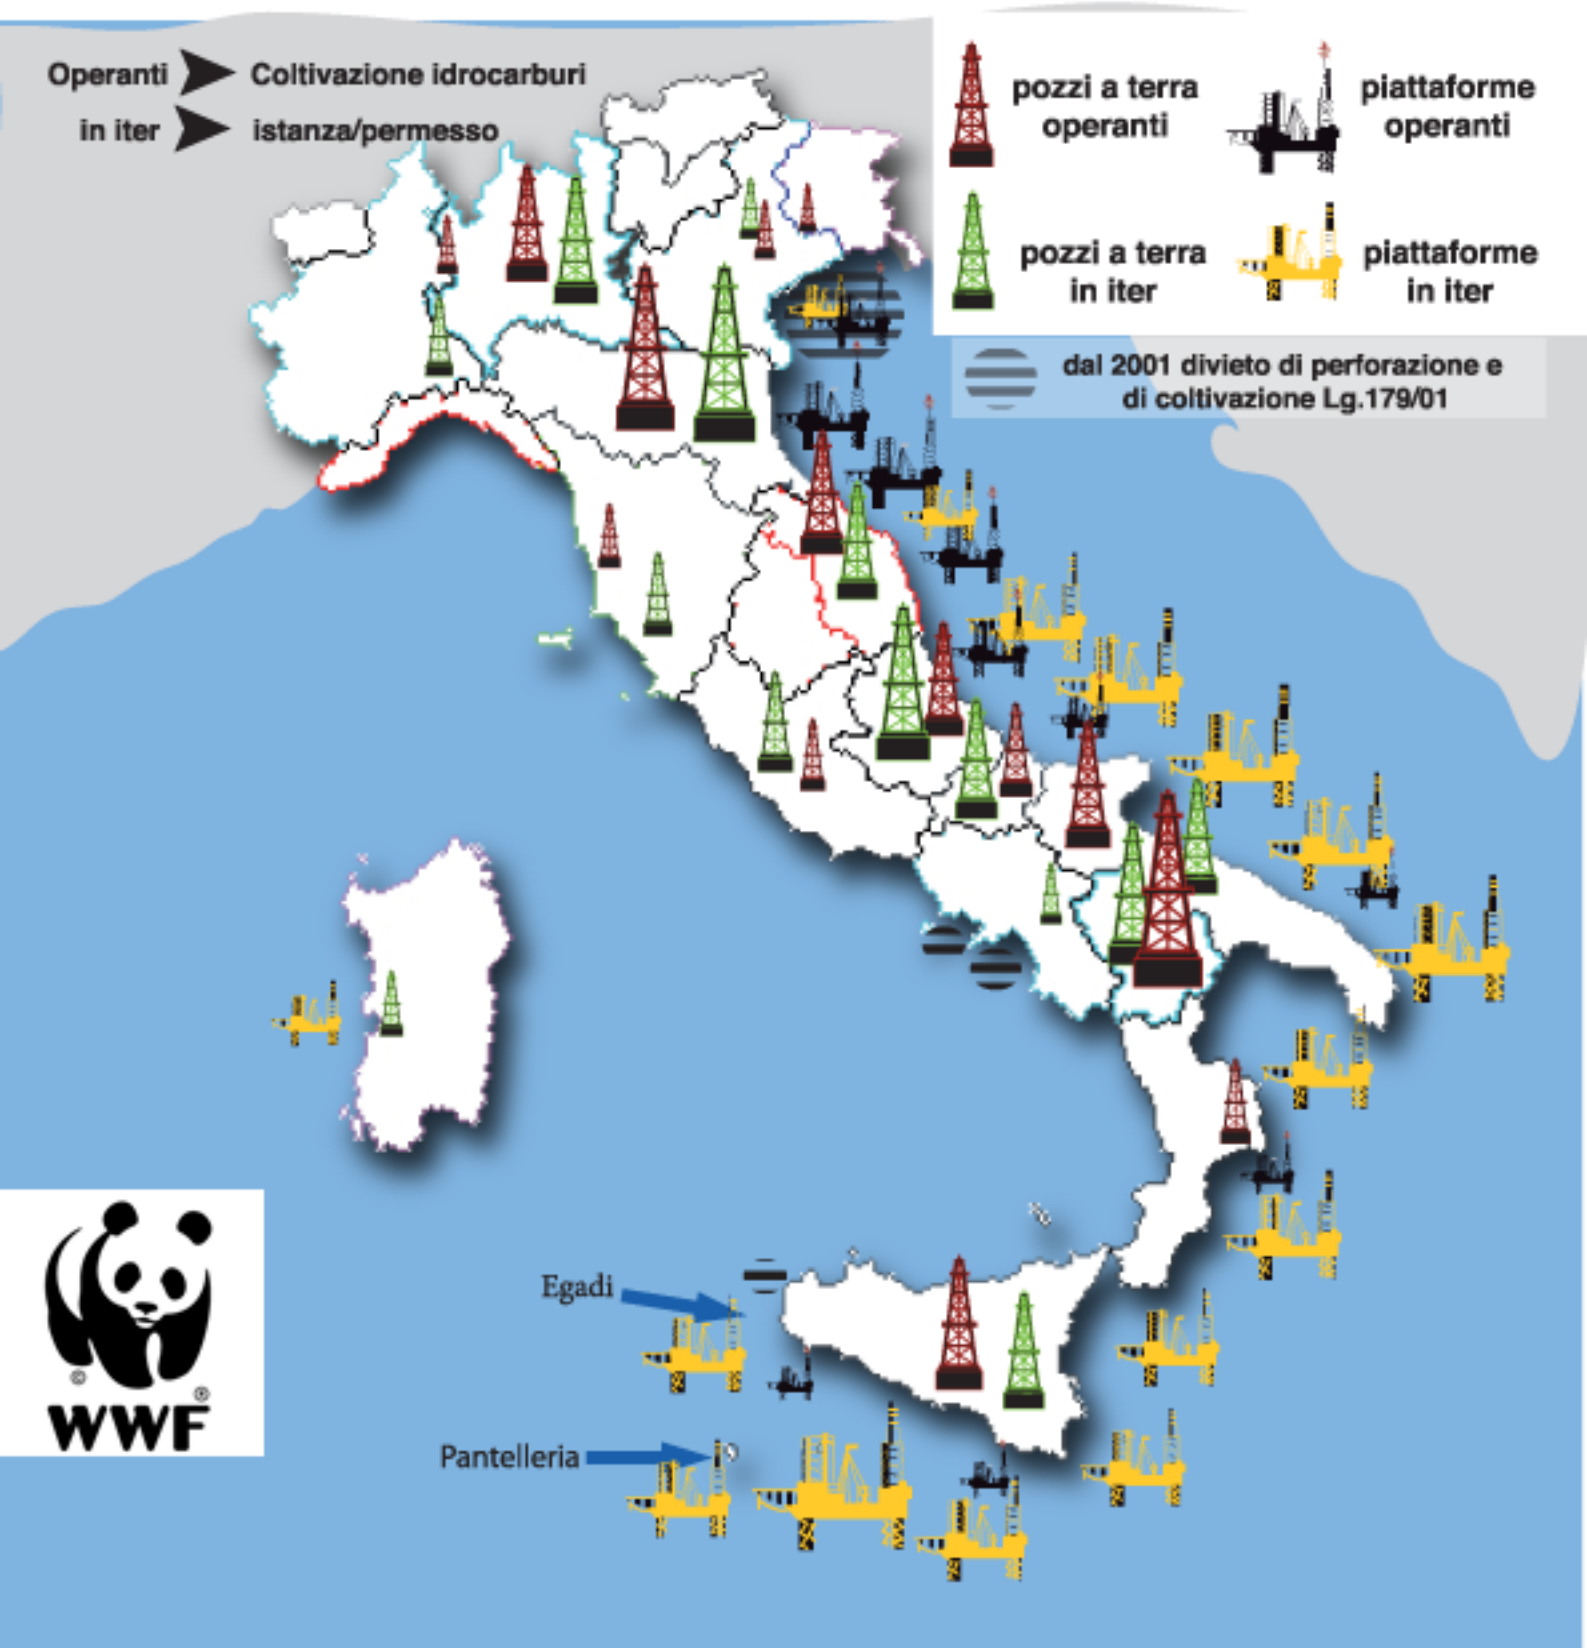 Operanti Coltivazione idrocarburi
in iter istanza/permesso
pozzi a terra
operanti
piattaforme
operanti
pozzi a terra
in iter
piattaforme
in iter
dal 2001 divieto di perforazione e
di coltivazione Lg.179/01
Egadi
Pantelleria
©
®
WWF